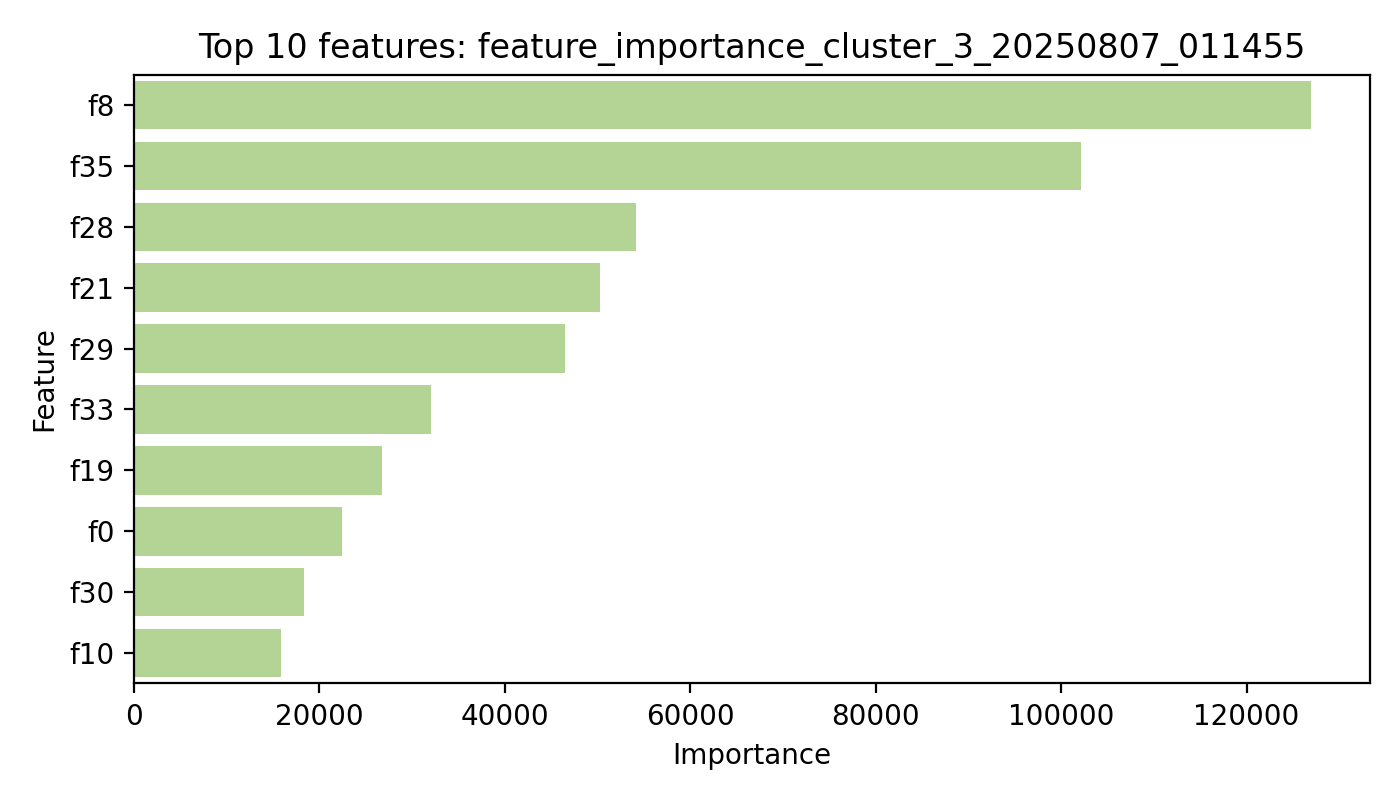 Top 10 features: feature_importance_cluster_3_20250807_011455
f8
f35
f28
f21
f29
f33
f19
f0
f30
f10
Feature
0 20000 40000 60000 80000 100000 120000
Importance